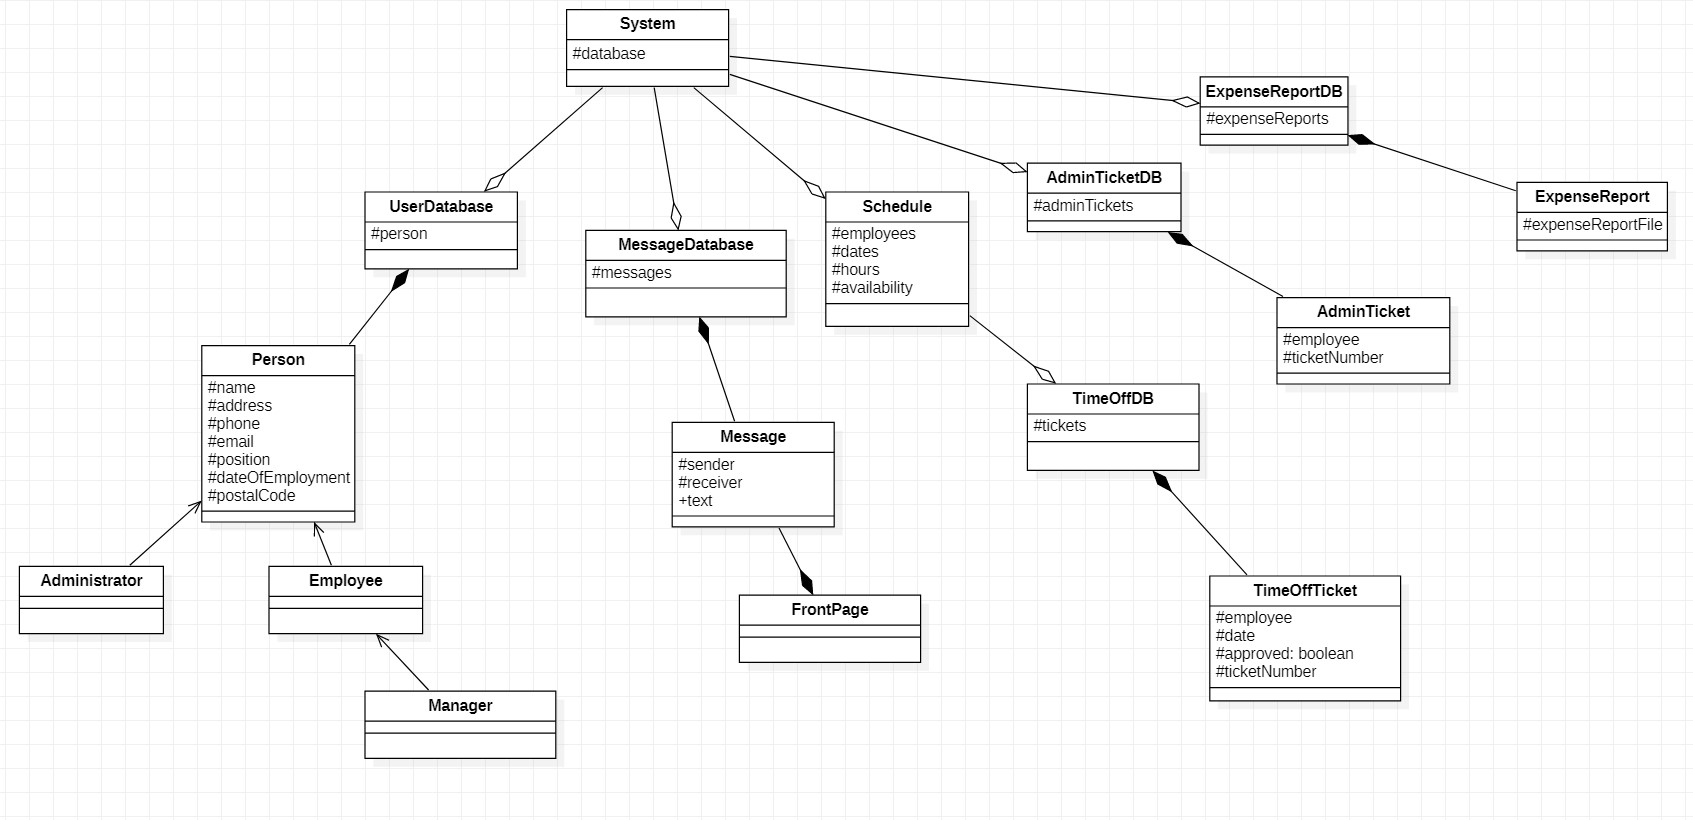 System
#database
ExpenseReportDB
#expenseReports
AdminTicketDB
#adminTickets
ExpenseReport
#expenseReportFile
UserDatabase
#person
Schedule
#employees
#dates
#hours
#availability
MessageDatabase
#messages
AdminTicket
#employee
#ticketNumber
Person
#name
#address
#phone
#email
#position
#dateOfEmployment
#postalCode
TimeOffDB
#tickets
Message
#sender
#receiver
+text
Administrator
Employee
FrontPage
TimeOffTicket
#employee
#date
#approved: boolean
#ticketNumber
Manager